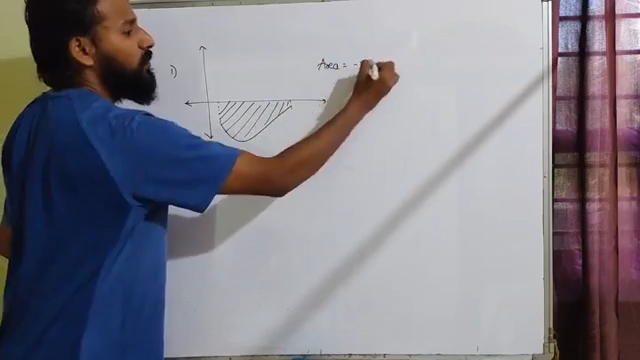 1)
Area = -